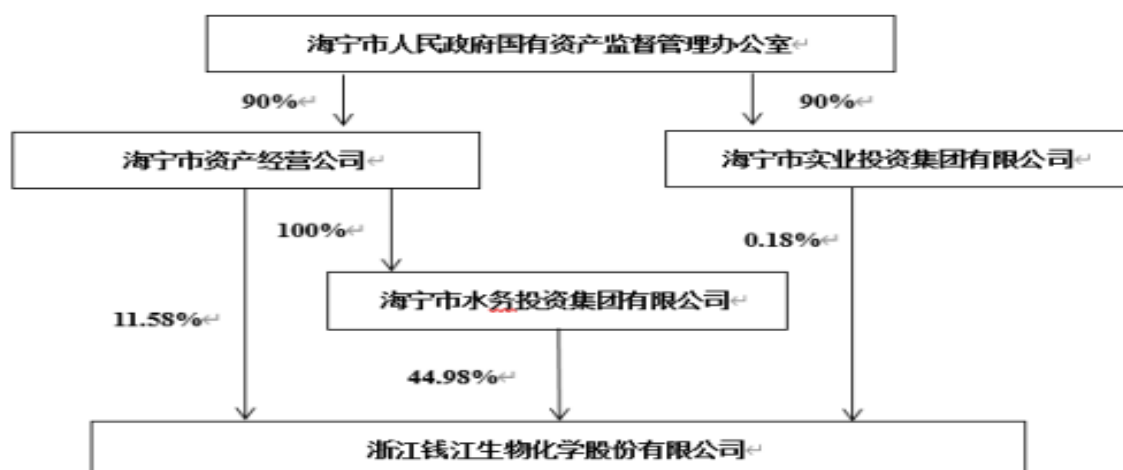 海宁市人民政府国有资产监督管理办公室
90%
90%
海宁市资产经营公司
海宁市实业投资集团有限公司
100%
0.18%
海宁市水务投资集团有限公司
11.58%
44.98%
浙江钱江生物化学股份有限公司